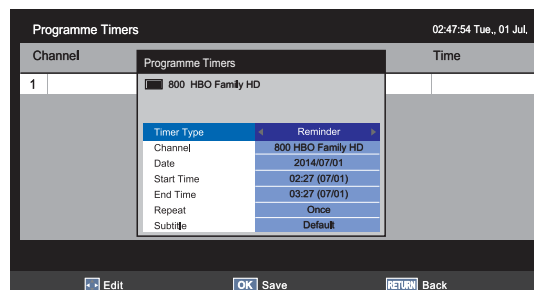 Programme Timers 02:47:54 Tue., 01 Jul.
Channel Time
1
Programme Timers
800 HBO Family HD
Timer Type Reminder
Channel 800 HBO Family HD
Date 2014/07/01
Start Time 02:27 (07/01)
End Time 03:27 (07/01)
Repeat Once
Subtitle Default
Edit OK Save RETURN Back